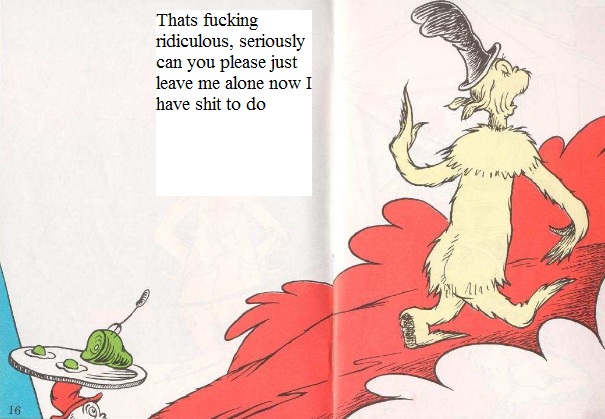 Thats fucking
ridiculous, seriously
can you please just
leave me alone now I
have shit to do
16